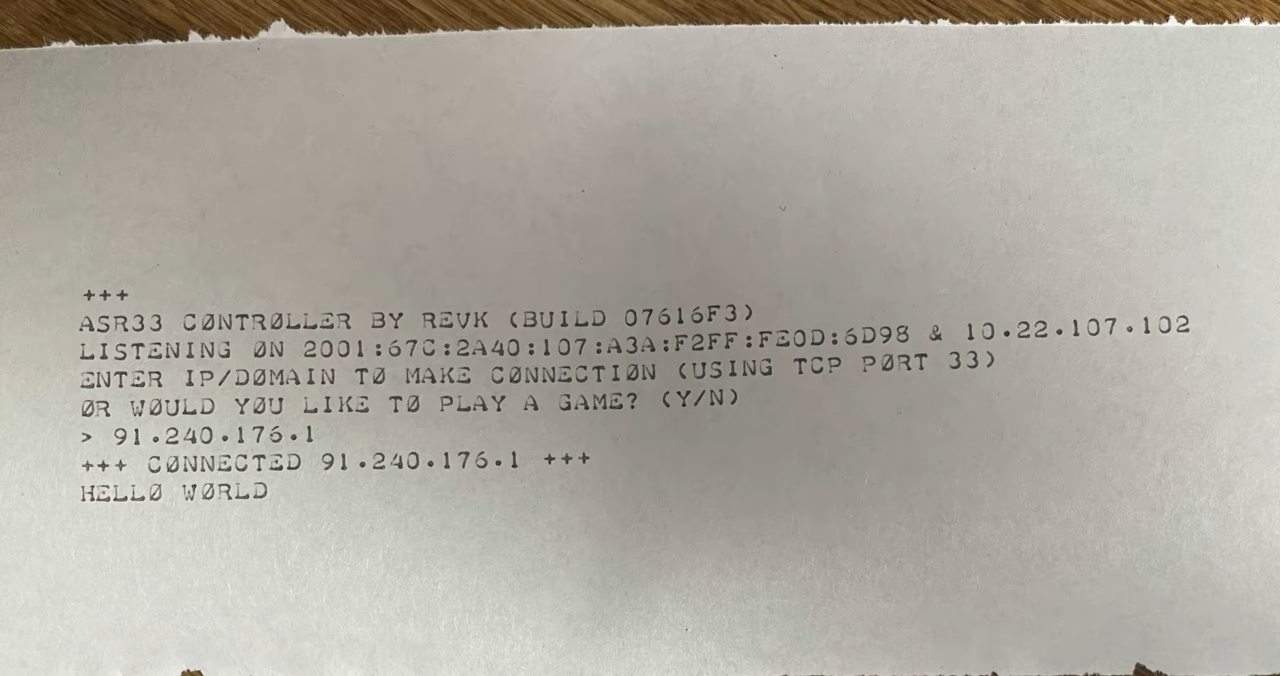 +++
ASR33 CØNTRØLLER BY REVK (BUILD 07616F3)
LISTENING ØN 2001:67C:2A40:107:A3A:F2FF:FE0D:6D98 & 10.22.107.102
ENTER IP/DØMAIN TØ MAKE CØNNECTIØN (USING TCP PØRT 33)
ØR WØULD YØU LIKE TØ PLAY A GAME? (Y/N)
> 91.240.176.1
+++ CØNNECTED 91.240.176.1 +++
HELLØ WØRLD